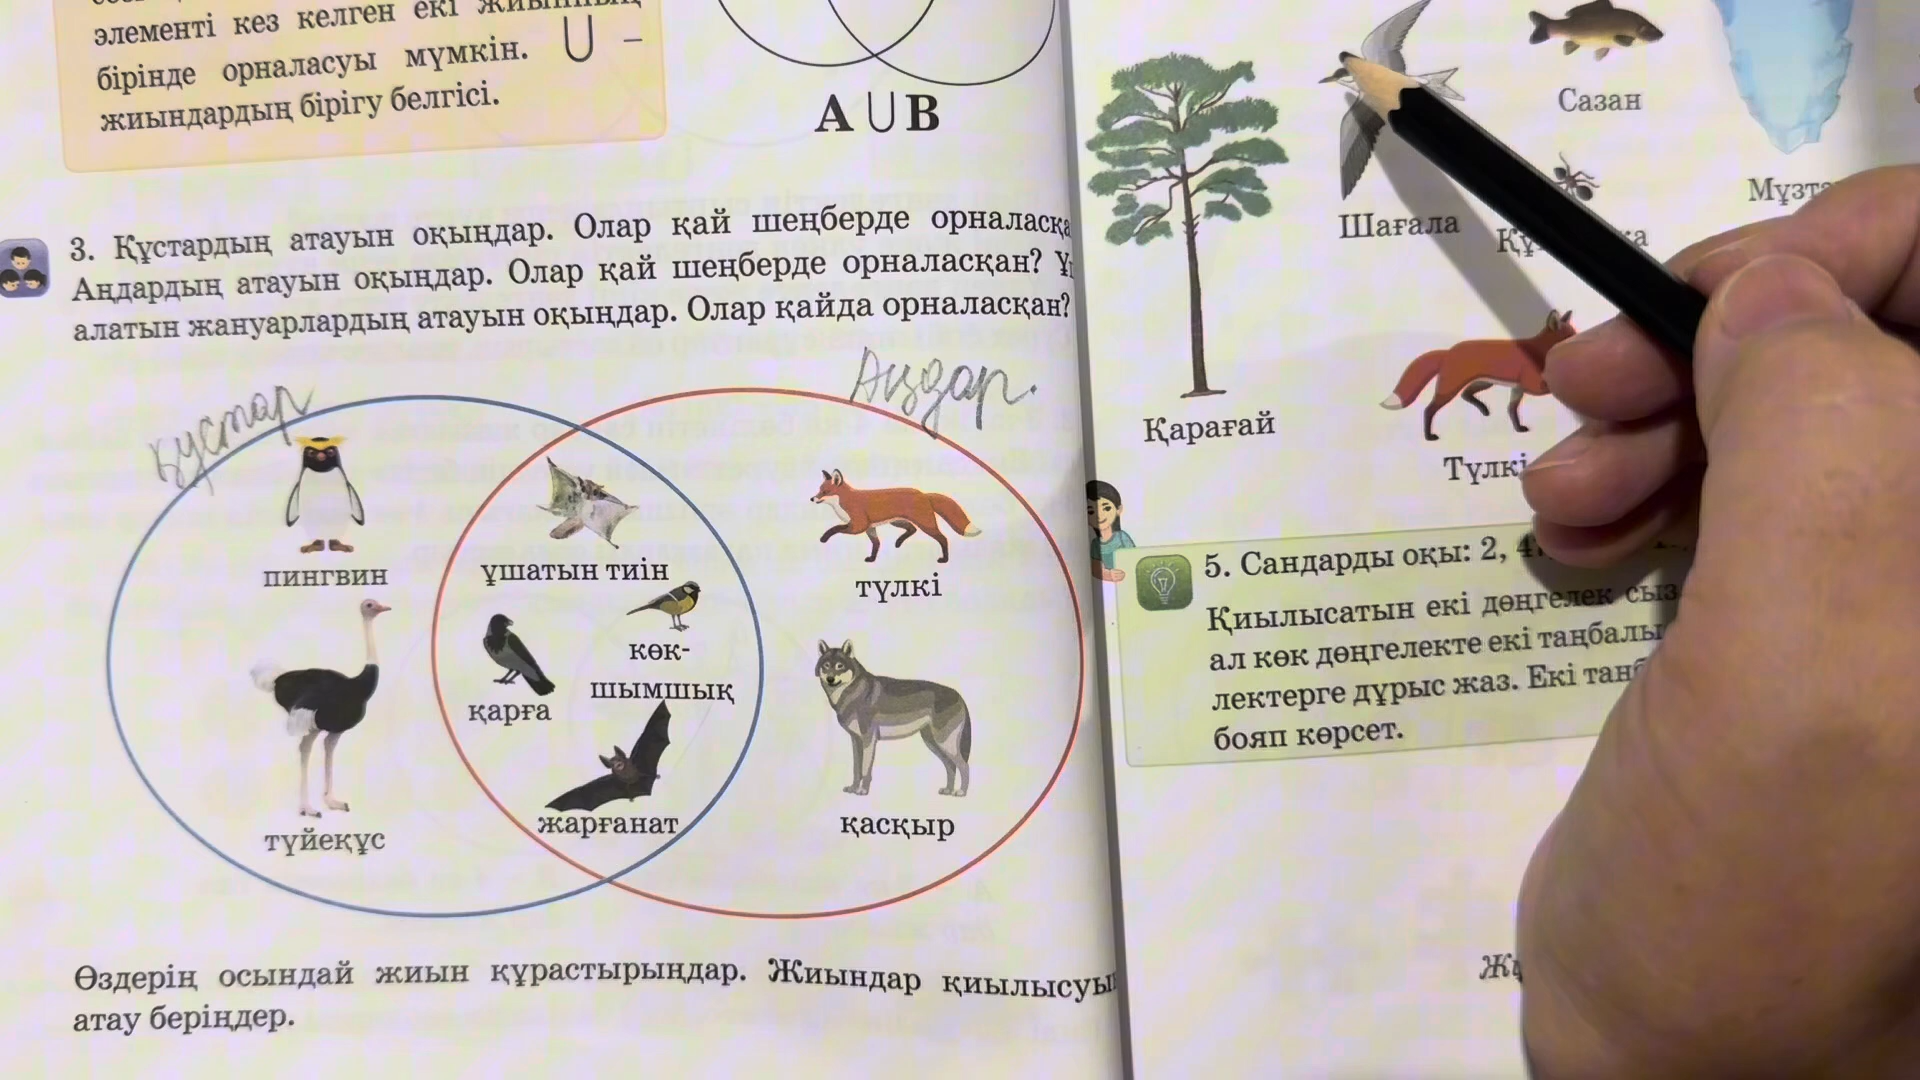 элементі кез келген екі жиынның
бірінде орналасуы мүмкін. ∪ –
жиындардың бірігу белгісі.
A ∪ B
3. Құстардың атауын оқыңдар. Олар қай шеңберде
Аңдардың атауын оқыңдар. Олар қай шеңберде орналасқан?
алатын жануарлардың атауын оқыңдар. Олар қайда орналасқан?
құстар
Аңдар.
пингвин
ұшатын тиін
түлкі
көк-
шымшық
қарға
түйеқұс
жарғанат
қасқыр
Өздерің осындай жиын құрастырыңдар. Жиындар
атау беріңдер.
Сазан
Шағала
Қарағай
Түлкі
5. Сандарды оқы: 2,
Қиылысатын екі дөңгелек
ал көк дөңгелекте екі таңбалы
лектерге дұрыс жаз. Екі
бояп көрсет.